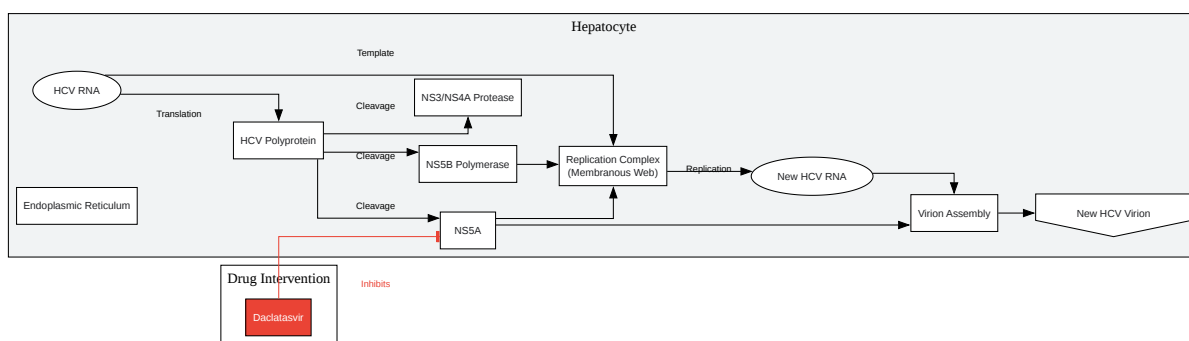 Hepatocyte
Template
HCV RNA
NS3/NS4A Protease
Cleavage
Translation
HCV Polyprotein
Cleavage
NS5B Polymerase
Replication Complex
(Membranous Web)
Replication
New HCV RNA
Endoplasmic Reticulum
Cleavage
NS5A
Virion Assembly
New HCV Virion
Drug Intervention
Inhibits
Daclatasvir